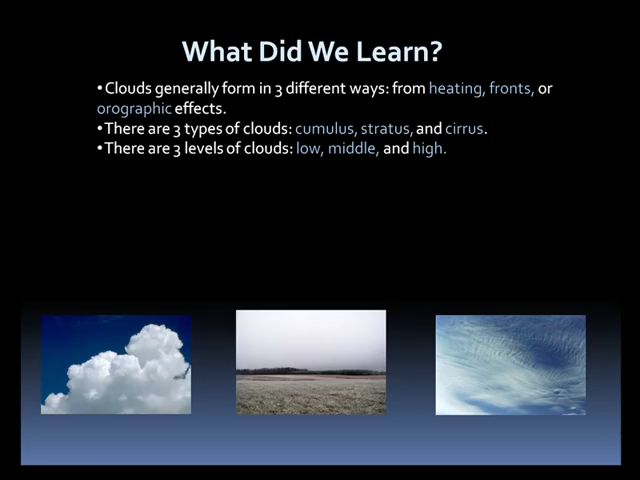 What Did We Learn?
•Clouds generally form in 3 different ways: from heating, fronts, or
orographic effects.
•There are 3 types of clouds: cumulus, stratus, and cirrus.
•There are 3 levels of clouds: low, middle, and high.